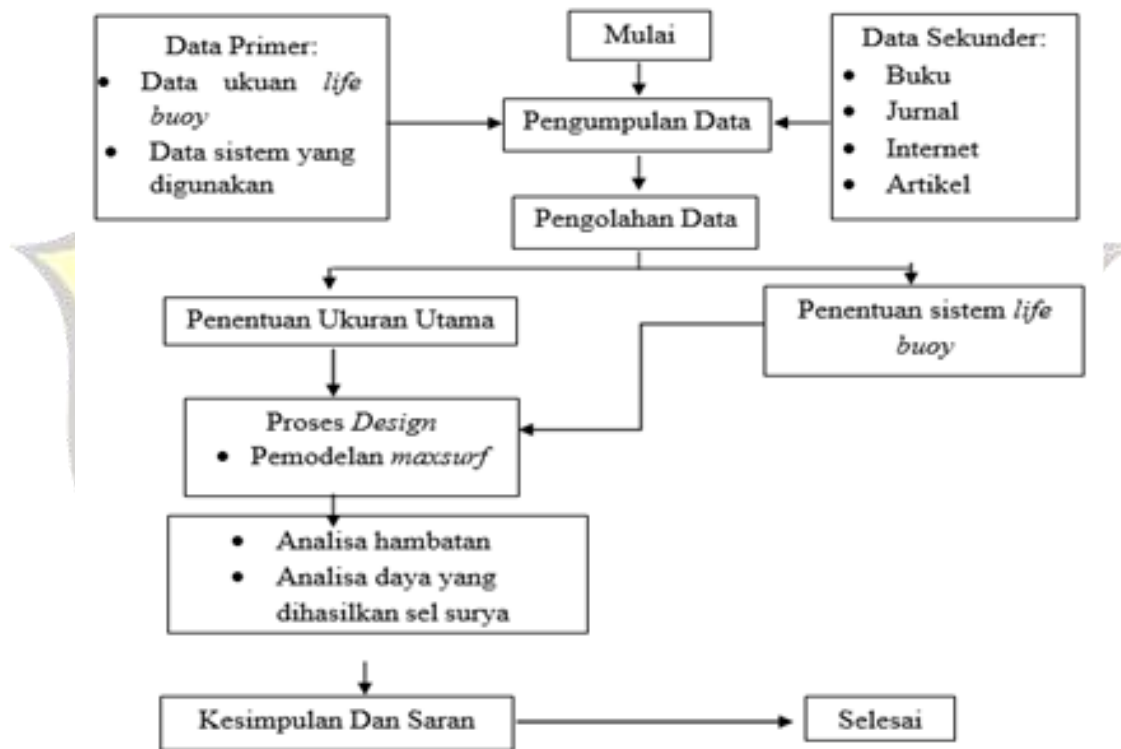 Data Primer:
• Data ukuan life
buoy
• Data sistem yang
digunakan
Mulai
Data Sekunder:
• Buku
• Jurnal
• Internet
• Artikel
Pengumpulan Data
Pengolahan Data
Penentuan Ukuran Utama
Penentuan sistem life
buoy
Proses Design
• Pemodelan maxsurf
• Analisa hambatan
• Analisa daya yang
dihasilkan sel surya
Kesimpulan Dan Saran
Selesai